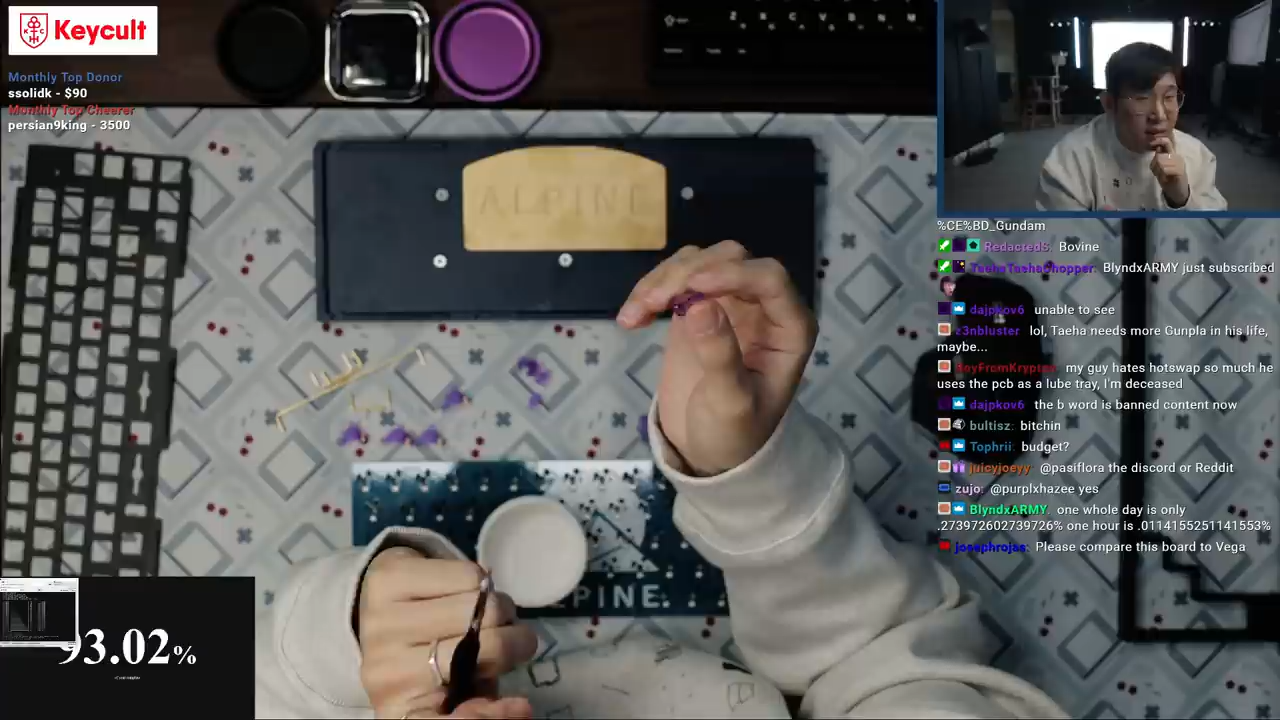 Keycult
Monthly Top Donor
ssolidk - $90
Monthly Top Cheerer
persian9king - 3500
ALPINE
ALPINE
93.02%
%CE%BD_Gundam
RedactedS: Bovine
TaehaTaehaChopper: BlyndxARMY just subscribed
dajpkov6 unable to see
z3nbluster: lol, Taeha needs more Gunpla in his life,
maybe...
my guy hates hotswap so much he
uses the pcb as a lube tray, I'm deceased
dajpkov6 the b word is banned content now
bultisz: bitchin
Tophrii: budget?
juicyjoeyy: @pasiflora the discord or Reddit
zujo: @purplxhazee yes
BlyndxARMY: one whole day is only
.273972602739726% one hour is .01141552511415​53%
josephrojas: Please compare this board to Vega